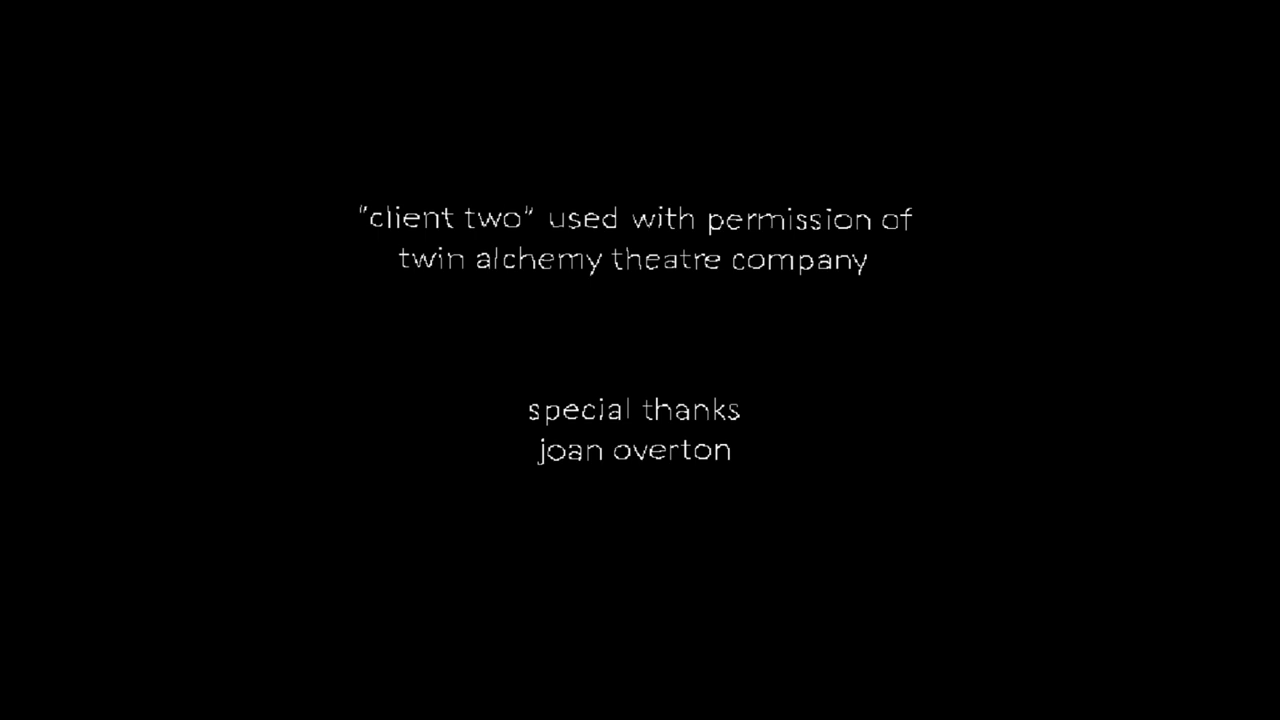 "client two" used with permission of
twin alchemy theatre company
special thanks
joan overton